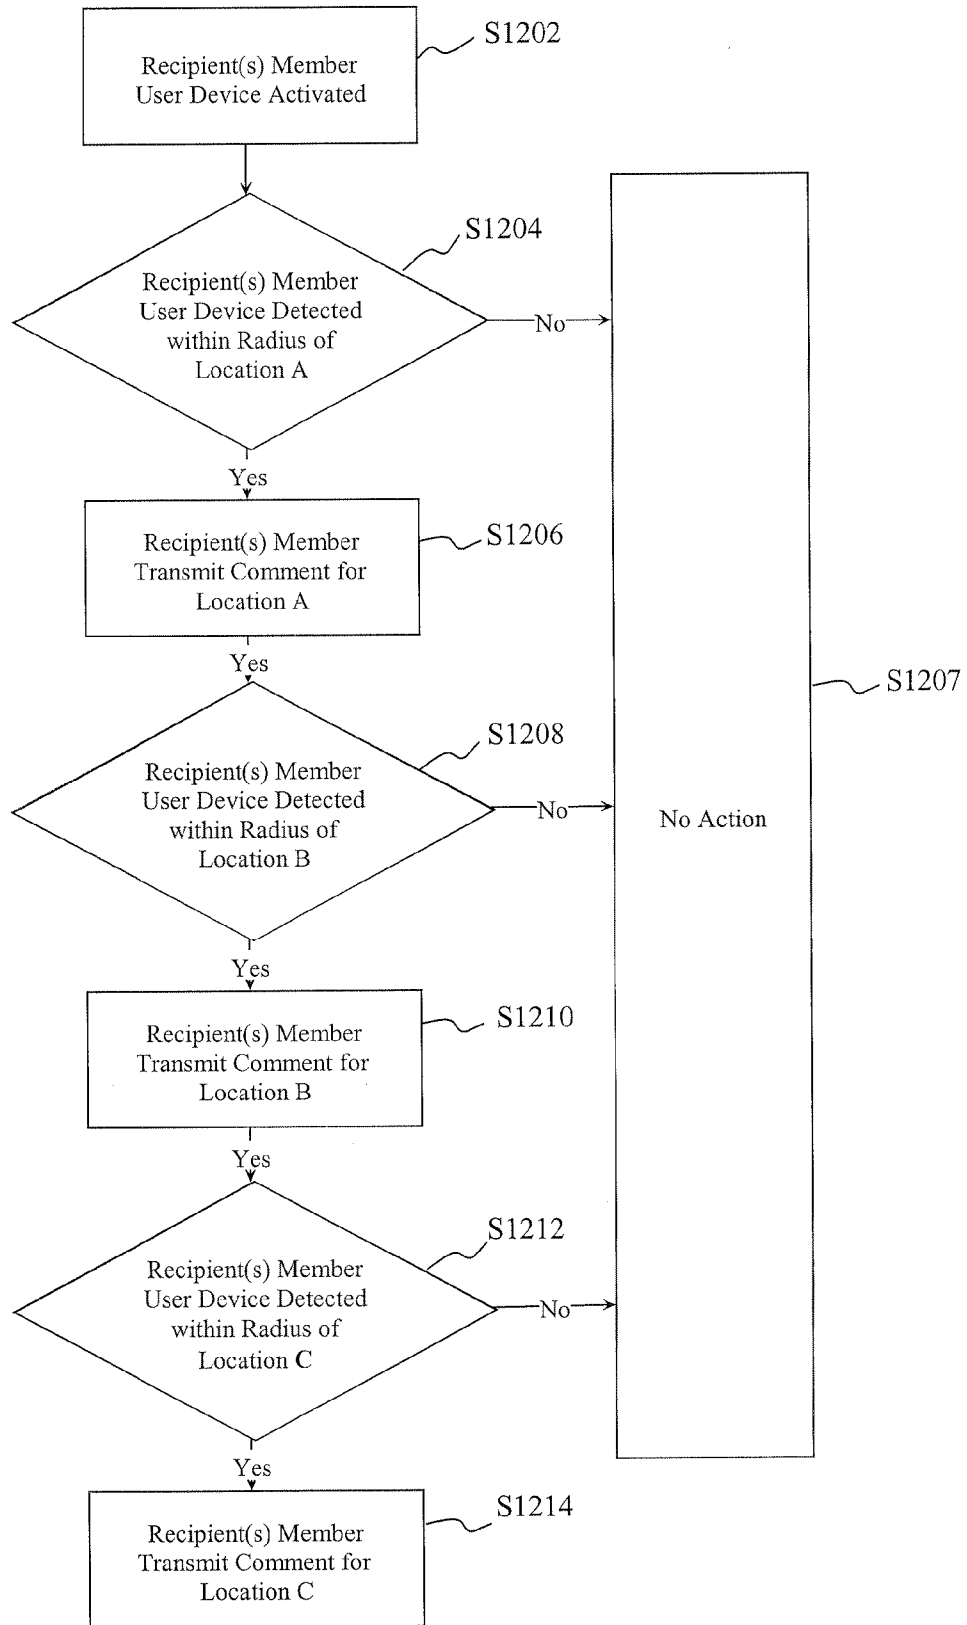 S1202
Recipient(s) Member
User Device Activated
S1204
Recipient(s) Member
User Device Detected
within Radius of
Location A
No
Yes
S1206
Recipient(s) Member
Transmit Comment for
Location A
Yes
S1207
S1208
Recipient(s) Member
User Device Detected
within Radius of
Location B
No
No Action
Yes
S1210
Recipient(s) Member
Transmit Comment for
Location B
Yes
S1212
Recipient(s) Member
User Device Detected
within Radius of
Location C
No
Yes
S1214
Recipient(s) Member
Transmit Comment for
Location C